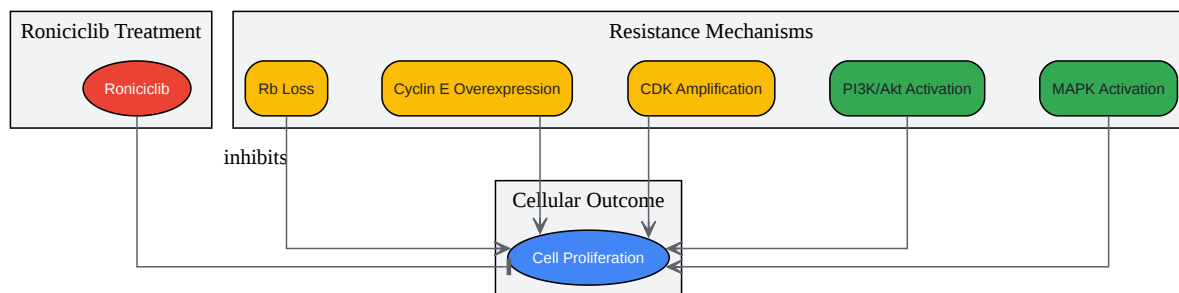 Roniciclib Treatment
Resistance Mechanisms
Roniciclib
Rb Loss
Cyclin E Overexpression
CDK Amplification
PI3K/Akt Activation
MAPK Activation
inhibits
Cellular Outcome
Cell Proliferation